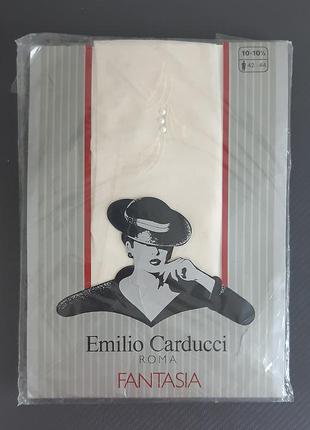 10-10½
42-44
Emilio Carducci
ROMA
FANTASIA